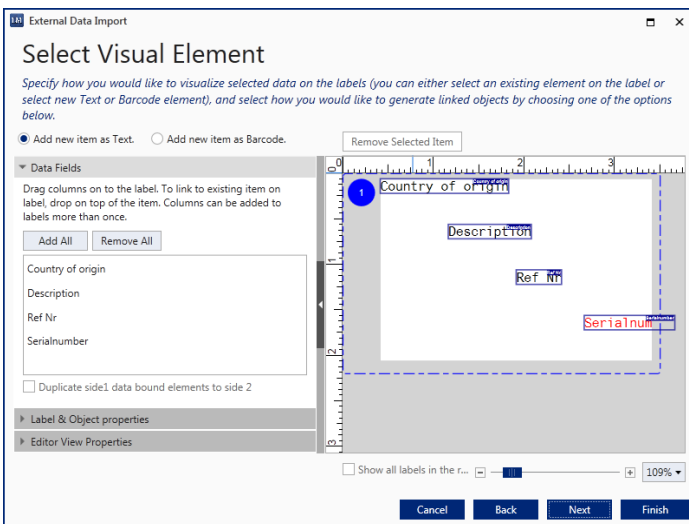 External Data Import
Select Visual Element
Specify how you would like to visualize selected data on the labels (you can either select an existing element on the label or
select new Text or Barcode element), and select how you would like to generate linked objects by choosing one of the options
below.
Add new item as Text.
Add new item as Barcode.
Remove Selected Item
Data Fields
Drag columns on to the label. To link to existing item on
label, drop on top of the item. Columns can be added to
labels more than once.
Add All
Remove All
Country of origin
Description
Ref Nr
Serialnumber
Duplicate side1 data bound elements to side 2
Label & Object properties
Editor View Properties
0 1 2 3
0
1
2
3
1
Country of origin
Description
Ref Nr
Serialnum
Show all labels in the r...
109%
Cancel
Back
Next
Finish